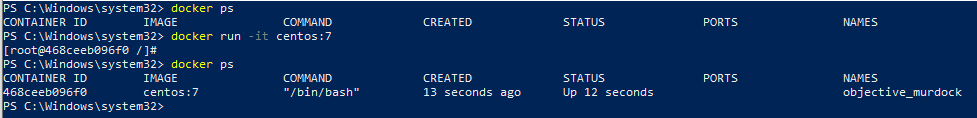 PS C:\Windows\system32> docker ps
CONTAINER ID        IMAGE               COMMAND             CREATED             STATUS              PORTS               NAMES
PS C:\Windows\system32> docker run -it centos:7
[root@468ceeb096f0 /]#
PS C:\Windows\system32> docker ps
CONTAINER ID        IMAGE               COMMAND             CREATED             STATUS              PORTS               NAMES
468ceeb096f0        centos:7            "/bin/bash"         13 seconds ago      Up 12 seconds                           objective_murdock
PS C:\Windows\system32>